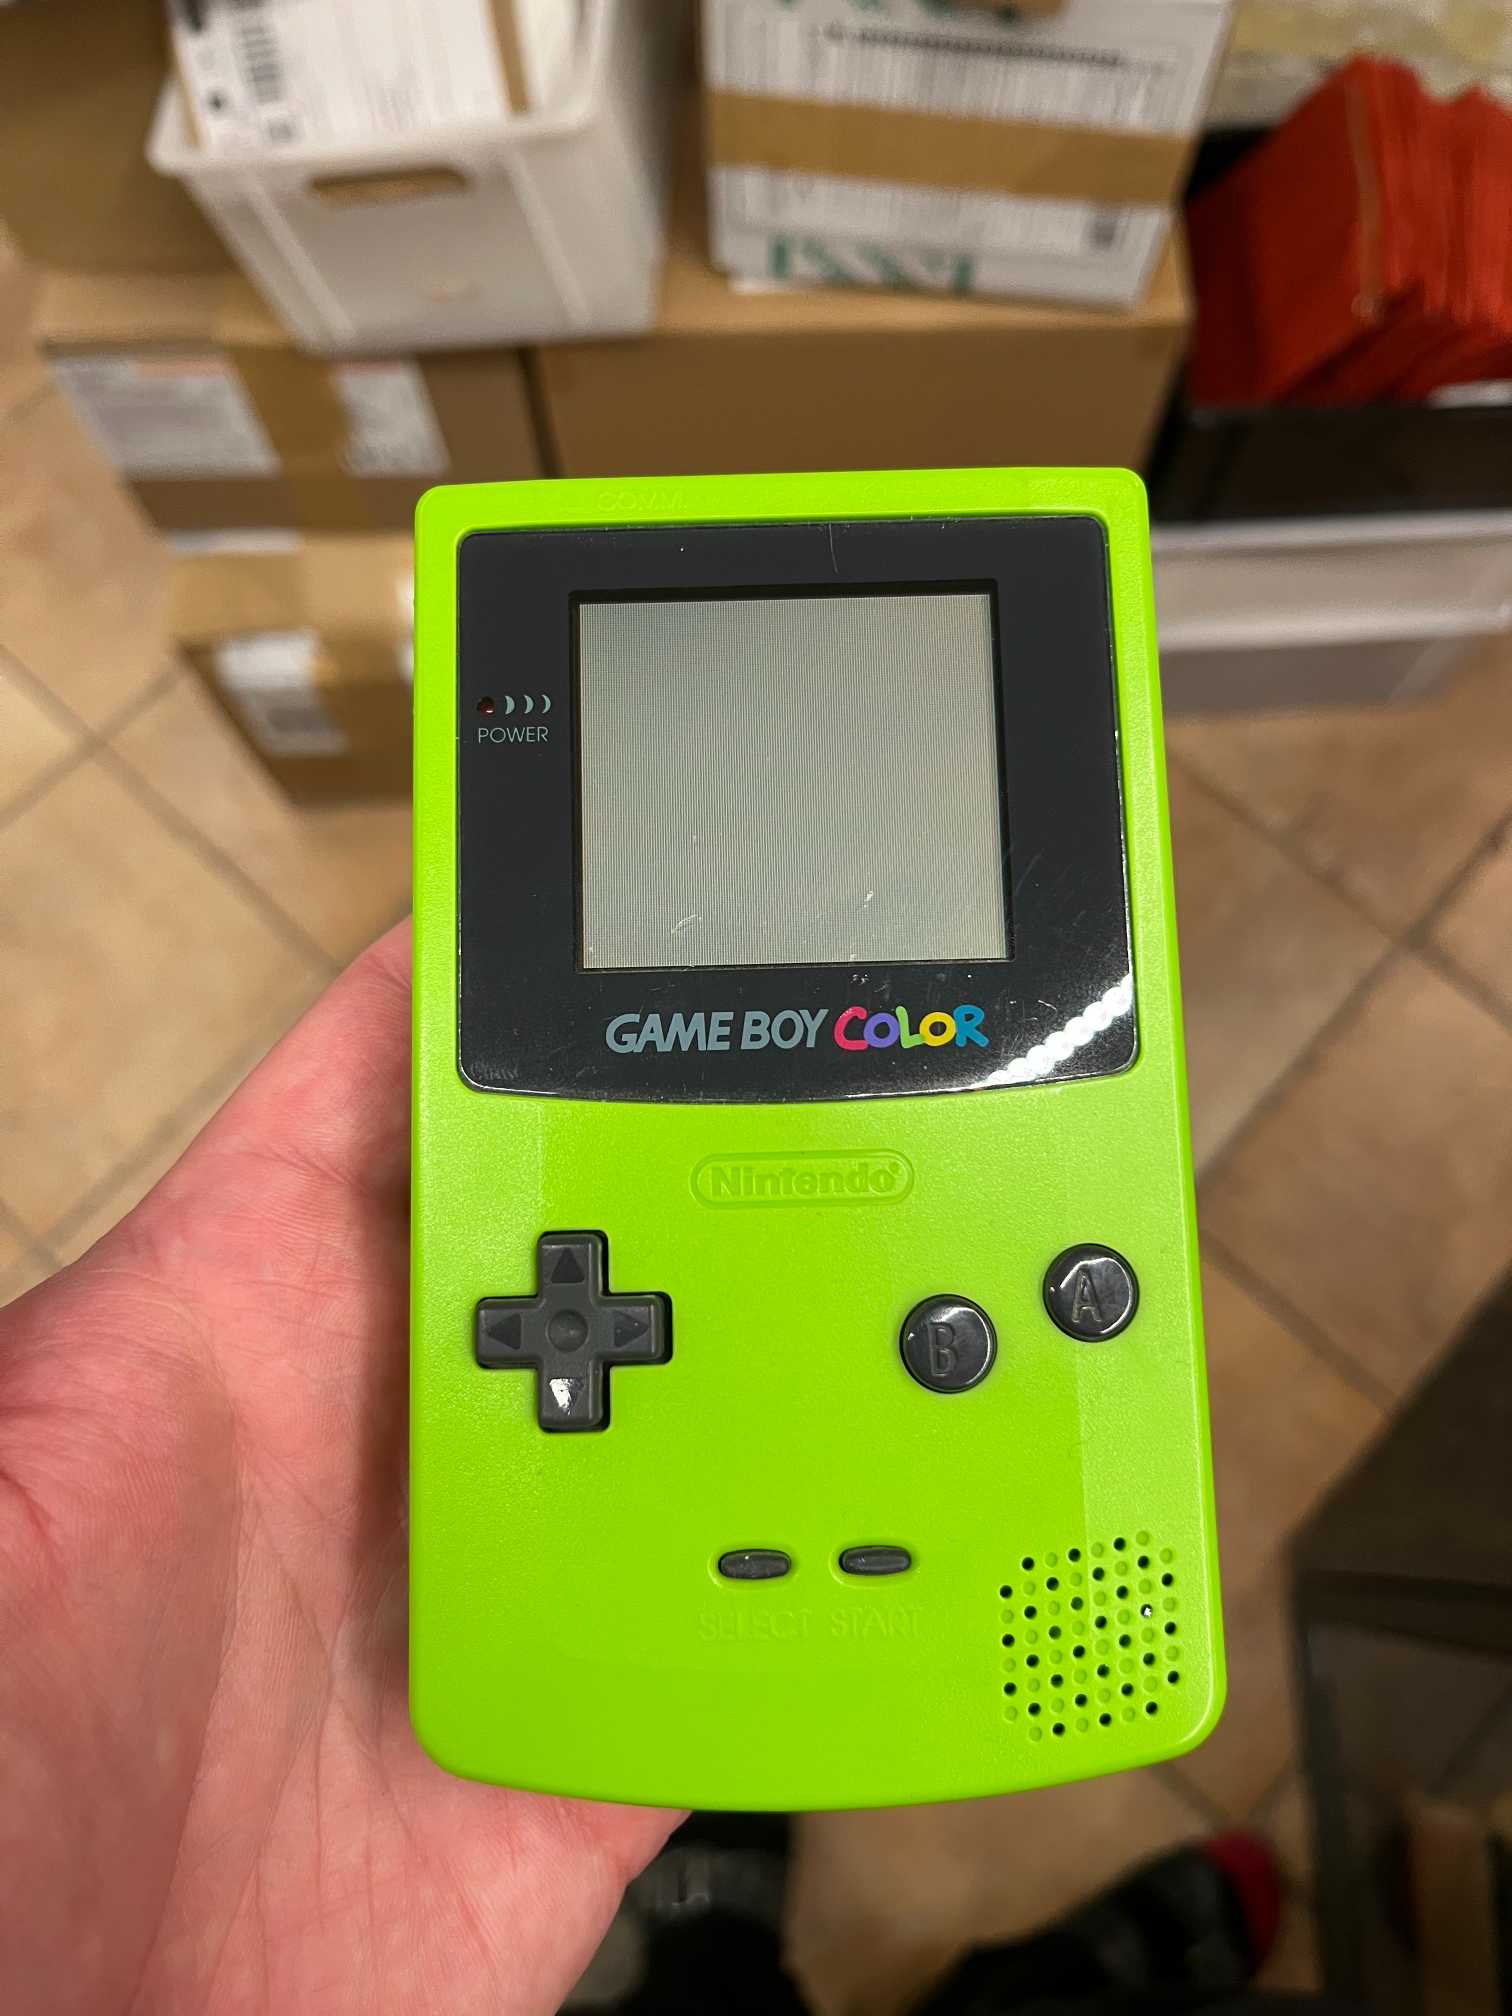 COMM.
POWER
GAME BOY COLOR
Nintendo®
A
B
SELECT START